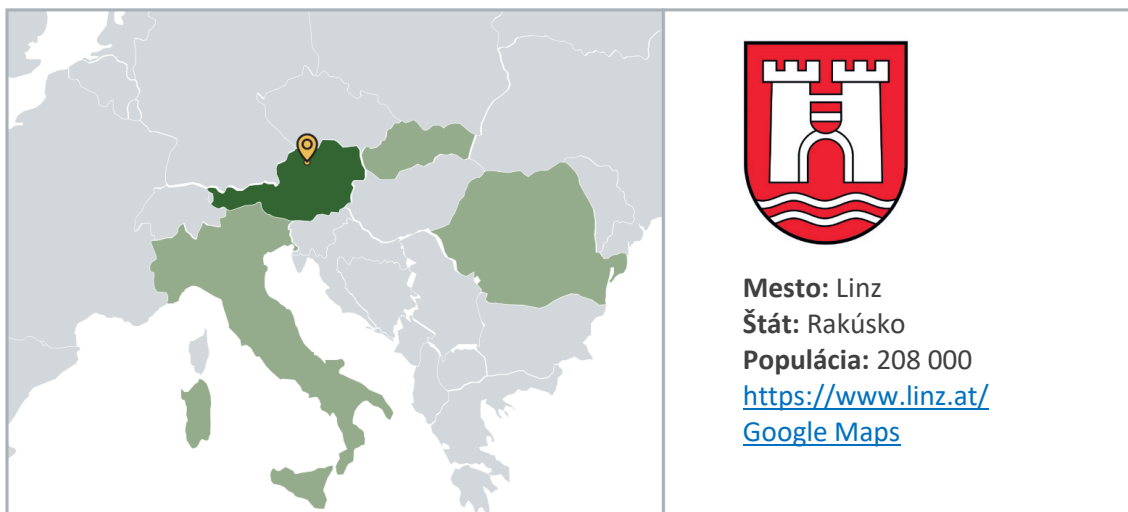 Mesto: Linz
Štát: Rakúsko
Populácia: 208 000
https://www.linz.at/
Google Maps